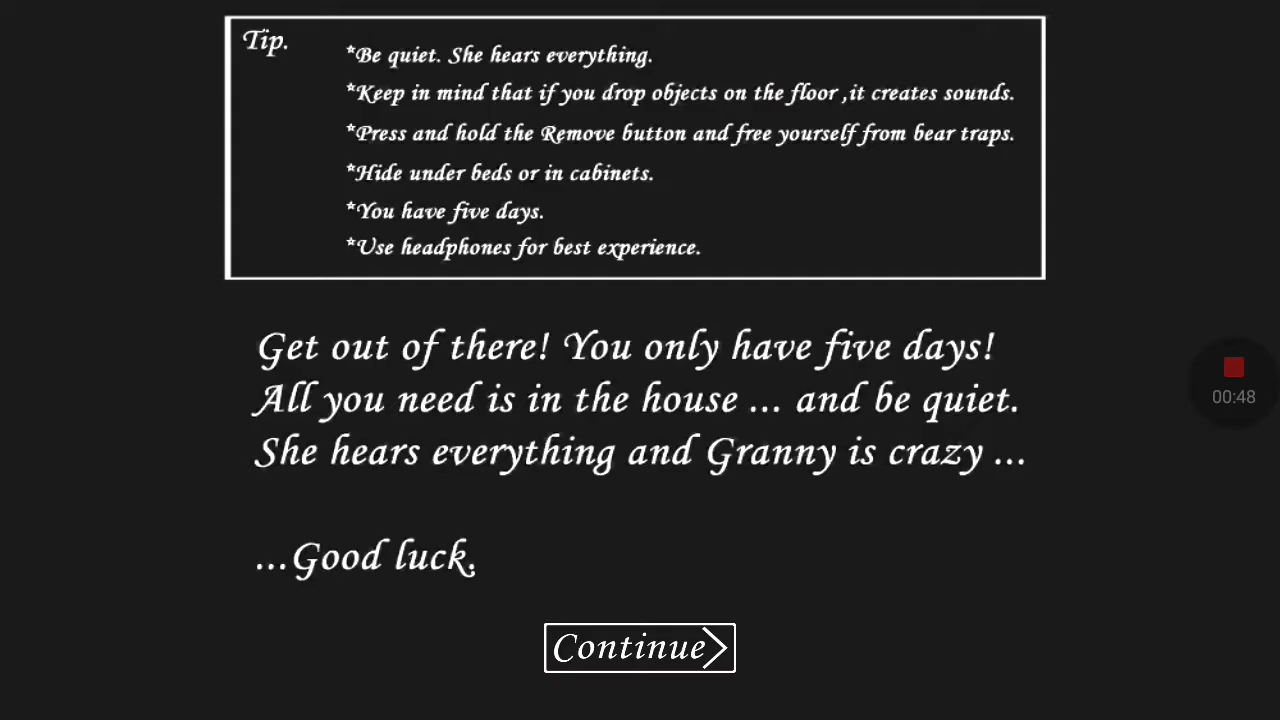 Tip.
*Be quiet. She hears everything.
*Keep in mind that if you drop objects on the floor ,it creates sounds.
*Press and hold the Remove button and free yourself from bear traps.
*Hide under beds or in cabinets.
*You have five days.
*Use headphones for best experience.
Get out of there! You only have five days!
All you need is in the house ... and be quiet.
She hears everything and Granny is crazy ...
...Good luck.
Continue
00:48